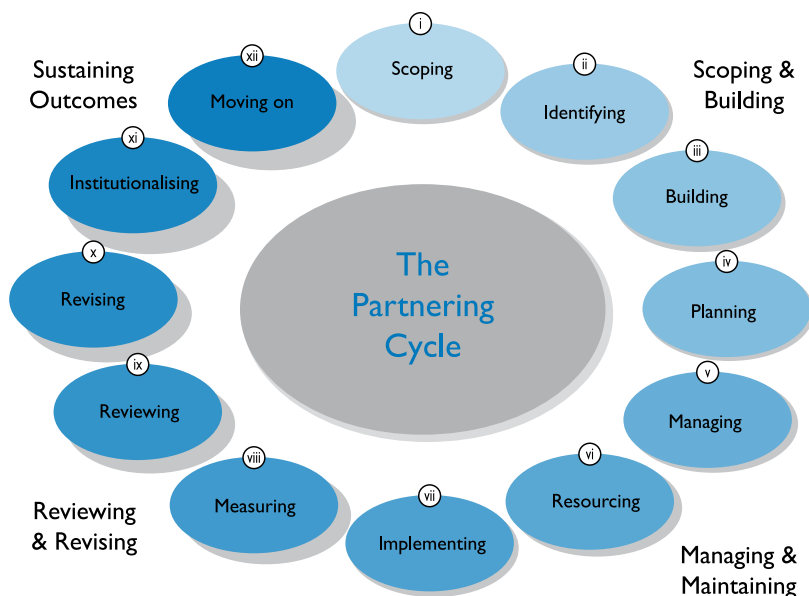 The
Partnering
Cycle
i
Scoping
ii
Identifying
Scoping &
Building
iii
Building
iv
Planning
v
Managing
vi
Resourcing
Managing &
Maintaining
vii
Implementing
viii
Measuring
Reviewing
& Revising
ix
Reviewing
x
Revising
xi
Institutionalising
Sustaining
Outcomes
xii
Moving on